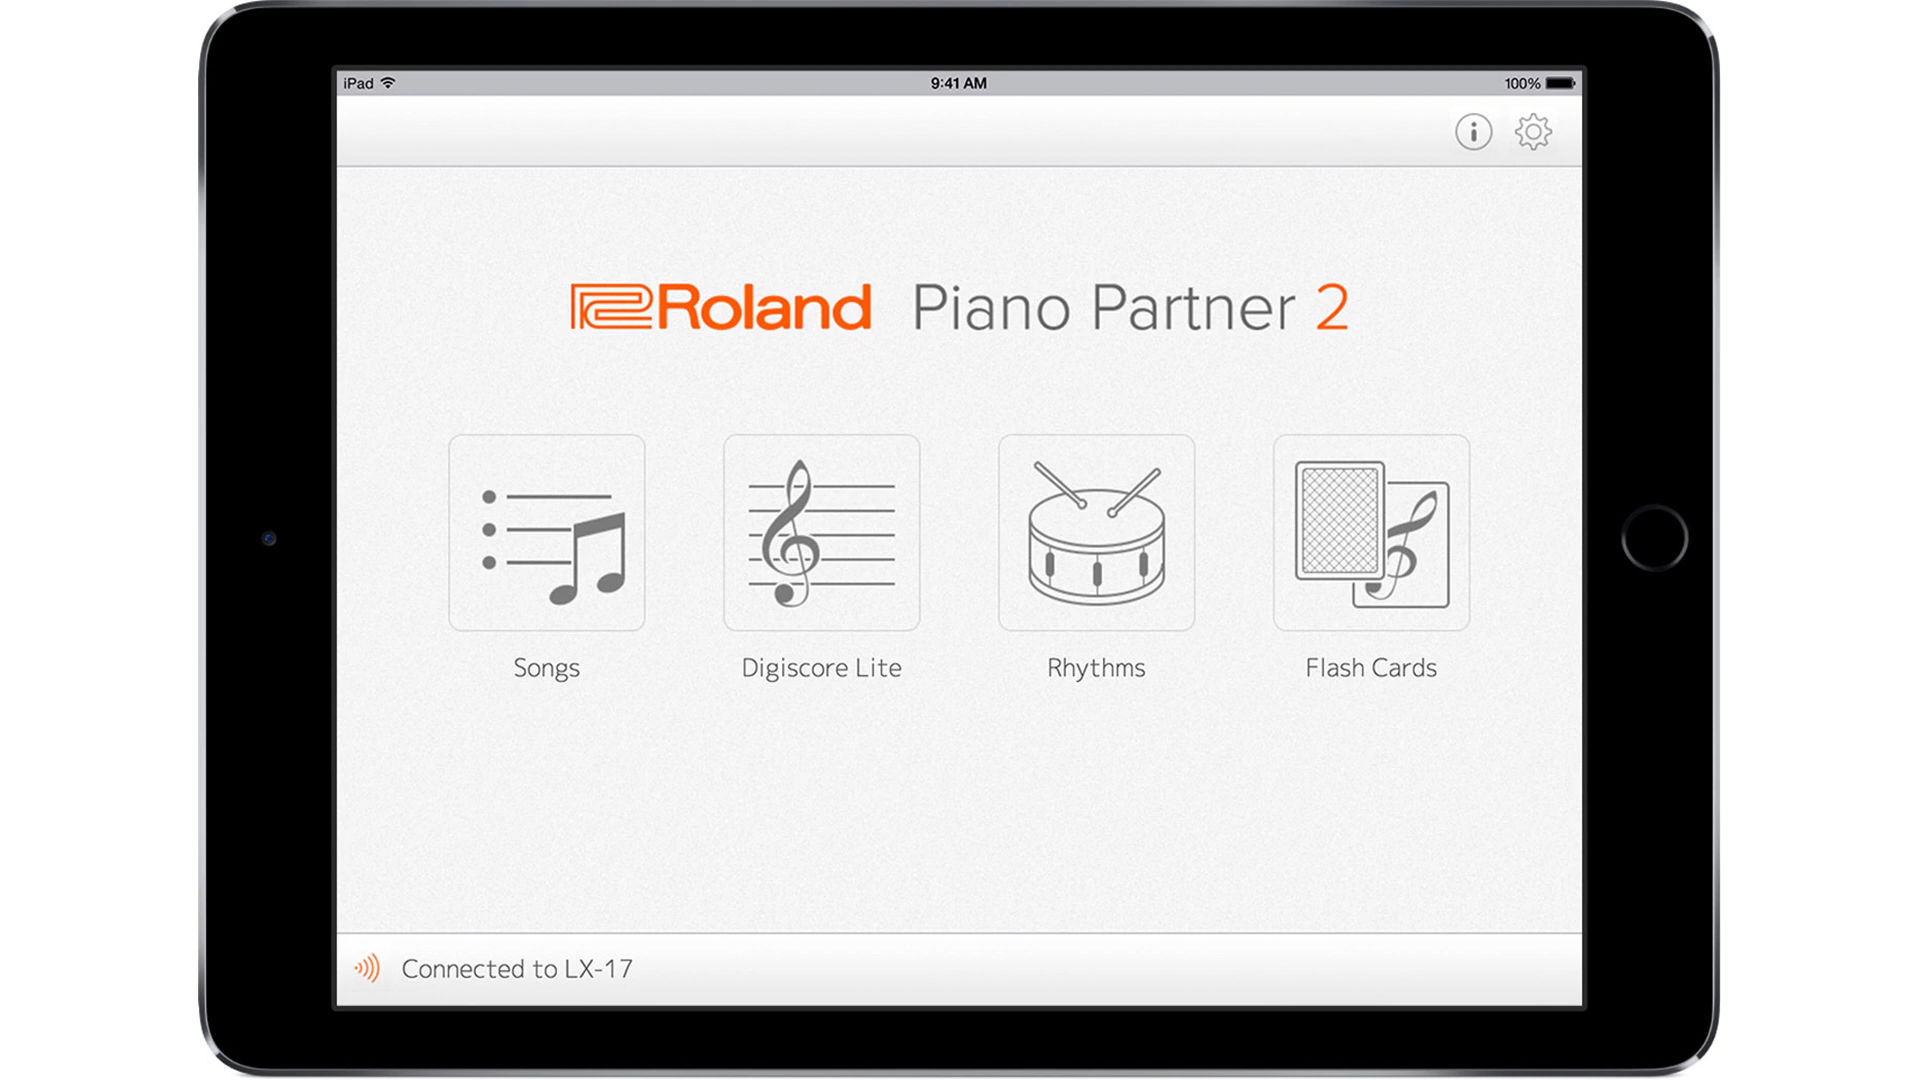 iPad 9:41 AM 100%
Roland Piano Partner 2
Songs Digiscore Lite Rhythms Flash Cards
Connected to LX-17